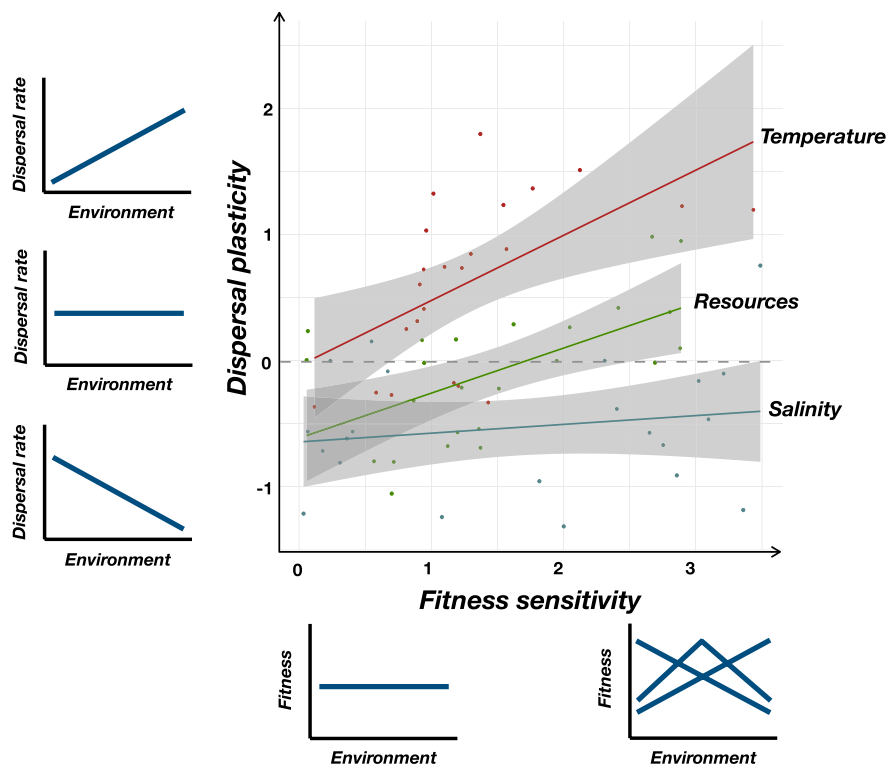 Dispersal rate
Environment
Dispersal rate
Environment
Dispersal rate
Environment
Dispersal plasticity
2
1
0
-1
Temperature
Resources
Salinity
0
1
2
3
Fitness sensitivity
Fitness
Environment
Fitness
Environment